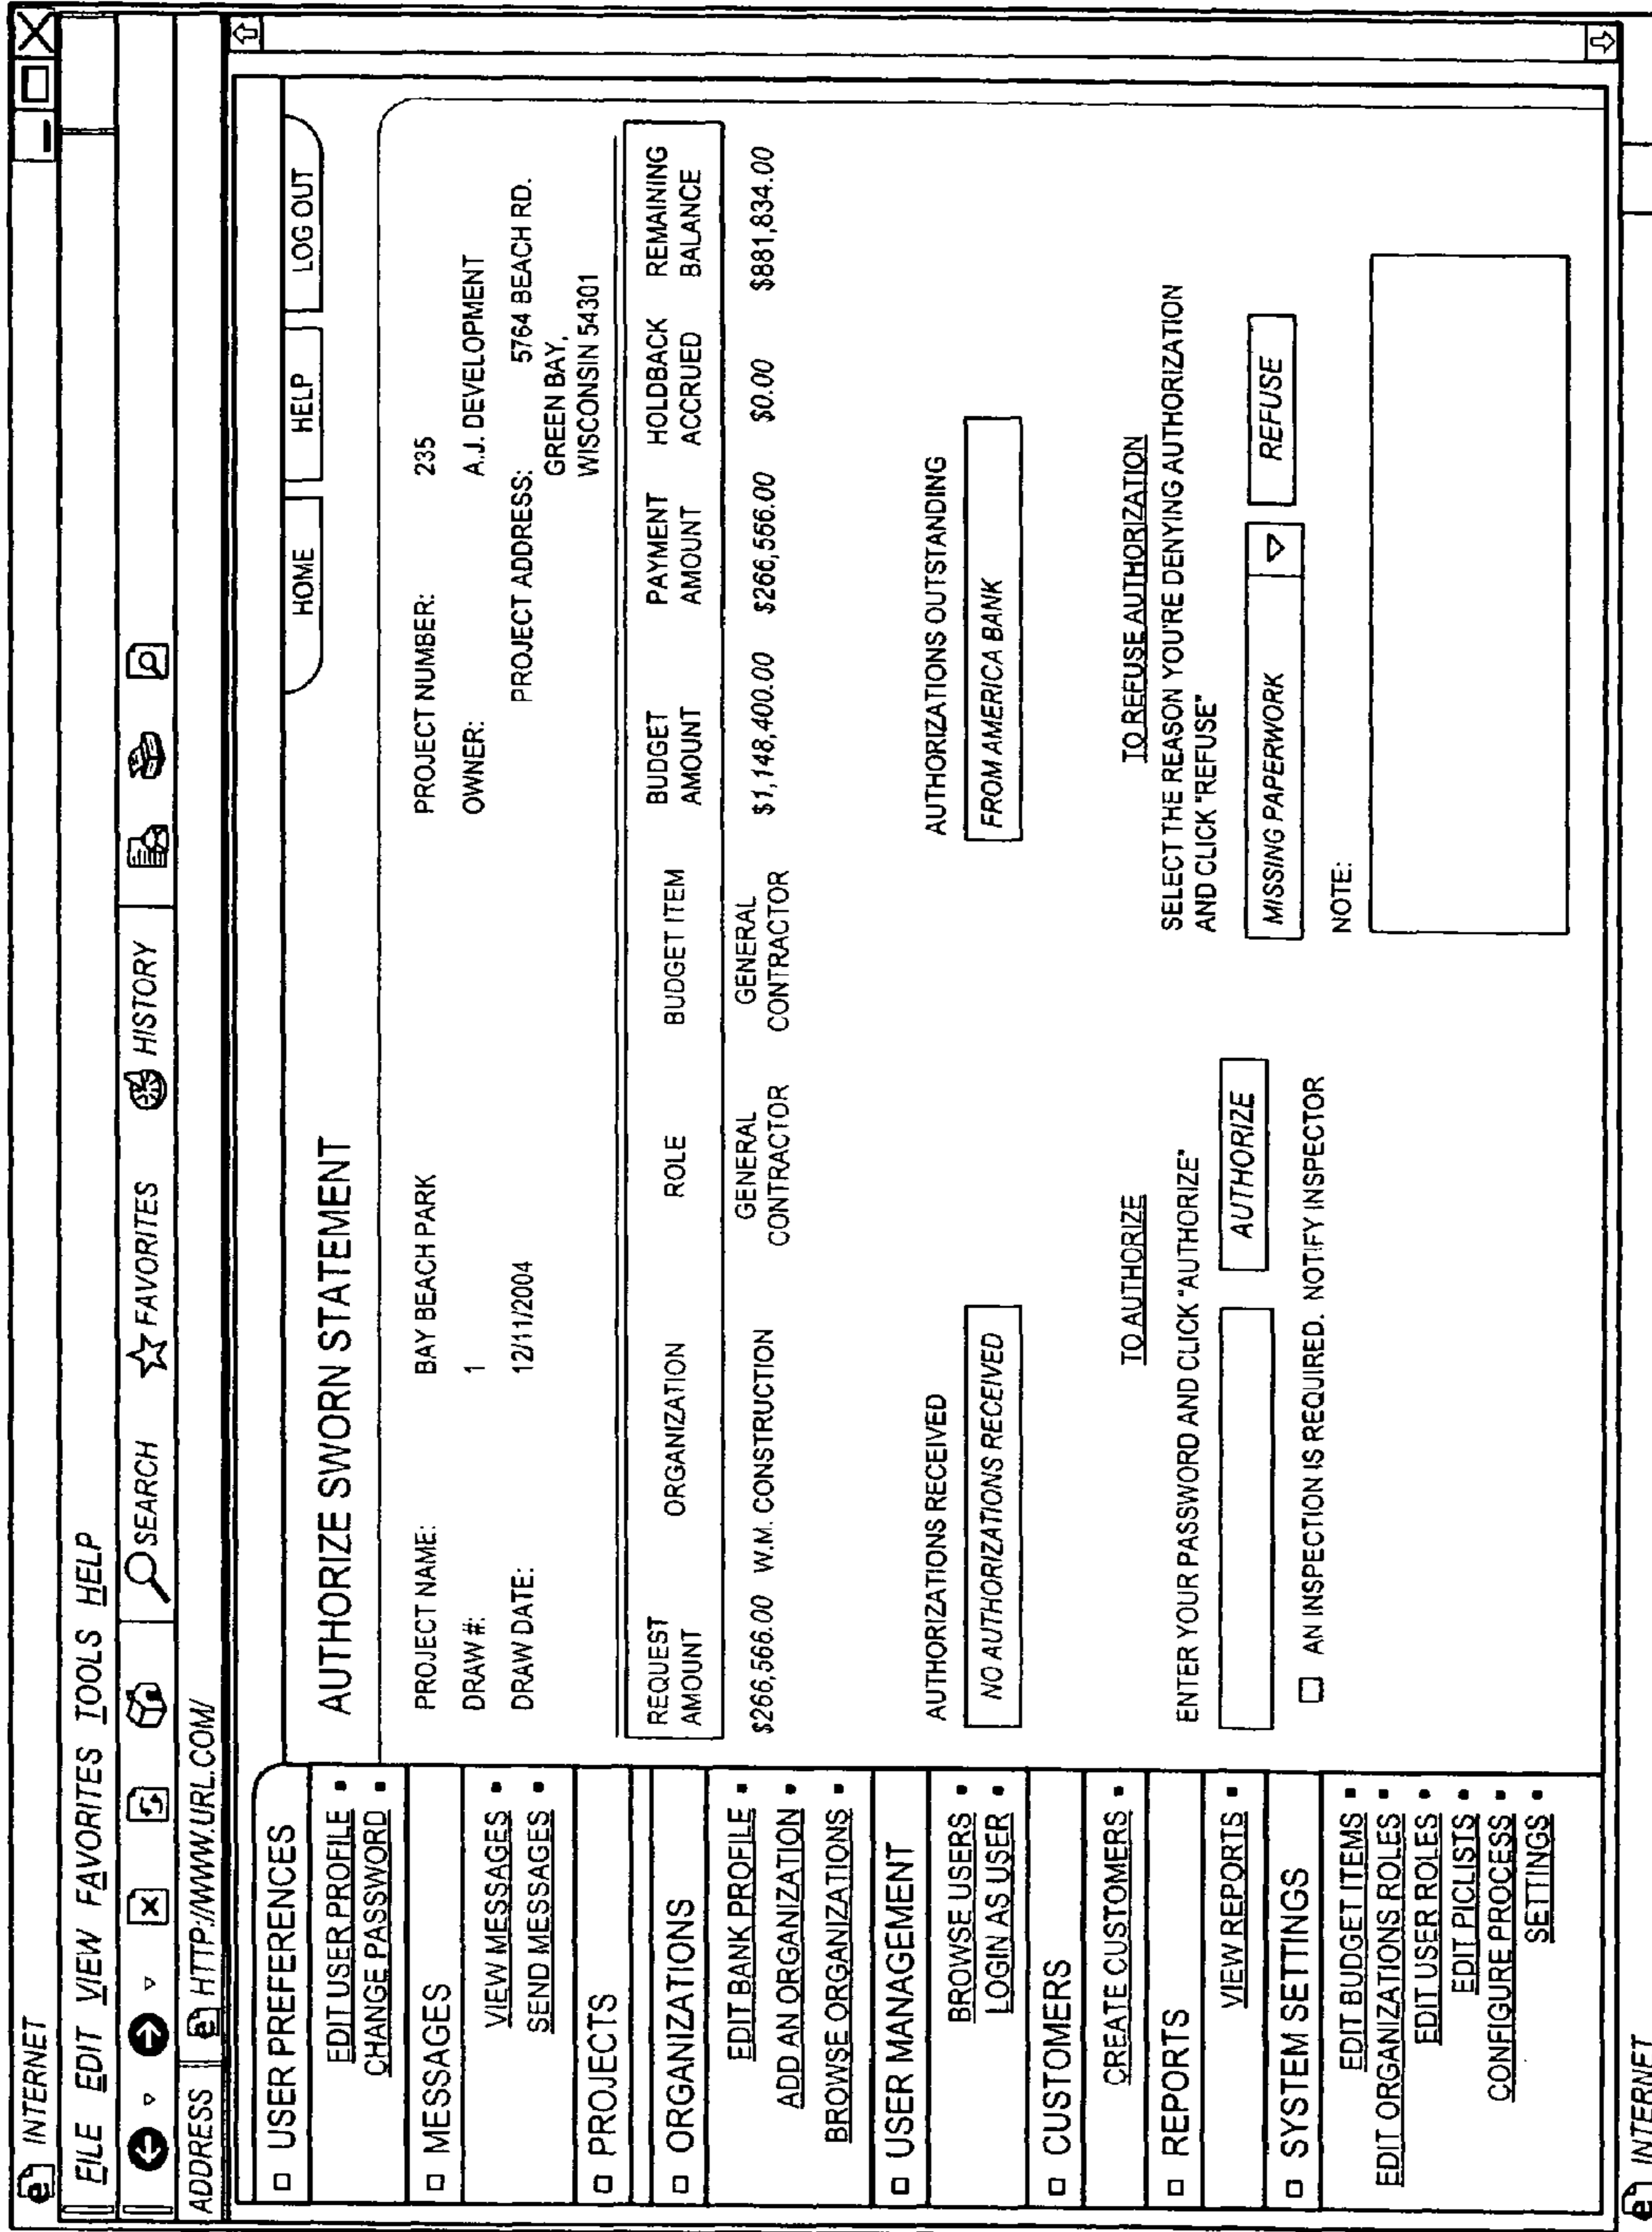 INTERNET
FILE EDIT VIEW FAVORITES TOOLS HELP
SEARCH FAVORITES HISTORY
ADDRESS HTTP://WWW.URL.COM/
HOME HELP LOG OUT
USER PREFERENCES
EDIT USER PROFILE
CHANGE PASSWORD
MESSAGES
VIEW MESSAGES
SEND MESSAGES
PROJECTS
ORGANIZATIONS
EDIT BANK PROFILE
ADD AN ORGANIZATION
BROWSE ORGANIZATIONS
USER MANAGEMENT
BROWSE USERS
LOGIN AS USER
CUSTOMERS
CREATE CUSTOMERS
REPORTS
VIEW REPORTS
SYSTEM SETTINGS
EDIT BUDGET ITEMS
EDIT ORGANIZATIONS ROLES
EDIT USER ROLES
EDIT PICLISTS
CONFIGURE PROCESS
SETTINGS
AUTHORIZE SWORN STATEMENT
PROJECT NAME: BAY BEACH PARK PROJECT NUMBER: 235
DRAW #: 1 OWNER: A.J. DEVELOPMENT
DRAW DATE: 12/11/2004 PROJECT ADDRESS: 5764 BEACH RD.
GREEN BAY,
WISCONSIN 54301
REQUEST ORGANIZATION ROLE BUDGET ITEM BUDGET PAYMENT HOLDBACK REMAINING
AMOUNT AMOUNT AMOUNT ACCRUED BALANCE
$266,566.00 W.M. CONSTRUCTION GENERAL GENERAL $1,148,400.00 $266,566.00 $0.00 $881,834.00
CONTRACTOR CONTRACTOR
AUTHORIZATIONS RECEIVED AUTHORIZATIONS OUTSTANDING
NO AUTHORIZATIONS RECEIVED FROM AMERICA BANK
TO AUTHORIZE
ENTER YOUR PASSWORD AND CLICK "AUTHORIZE"
AUTHORIZE
AN INSPECTION IS REQUIRED. NOTIFY INSPECTOR
TO REFUSE AUTHORIZATION
SELECT THE REASON YOU'RE DENYING AUTHORIZATION
AND CLICK "REFUSE"
MISSING PAPERWORK REFUSE
NOTE:
INTERNET